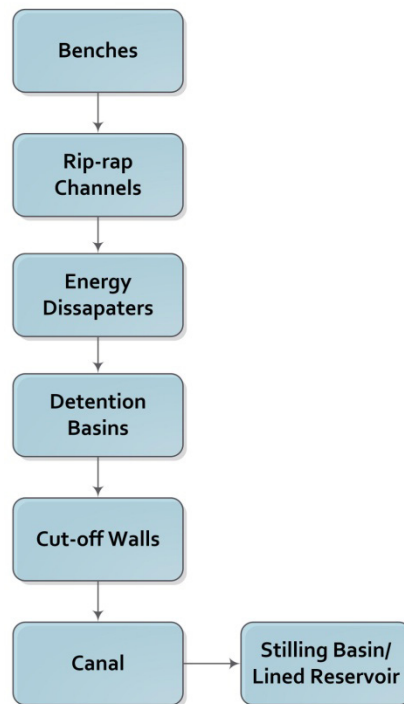 Benches
Rip-rap
Channels
Energy
Dissapaters
Detention
Basins
Cut-off Walls
Canal
Stilling Basin/
Lined Reservoir